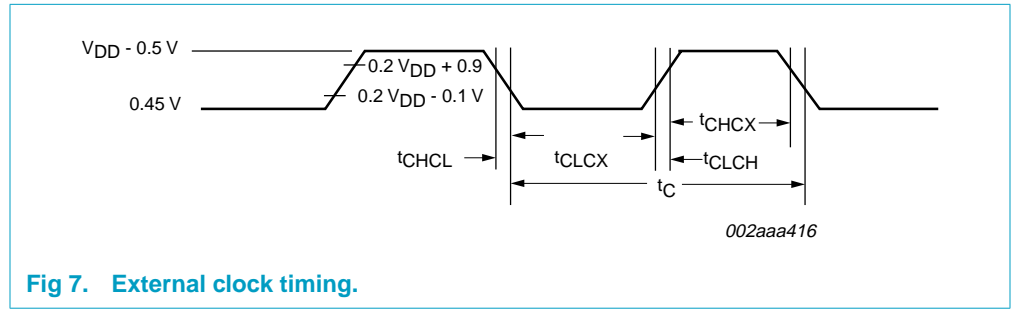 VDD - 0.5 V
0.2 VDD + 0.9
0.2 VDD - 0.1 V
0.45 V
tCHCX
tCHCL
tCLCX
tCLCH
tC
002aaa416
Fig 7. External clock timing.